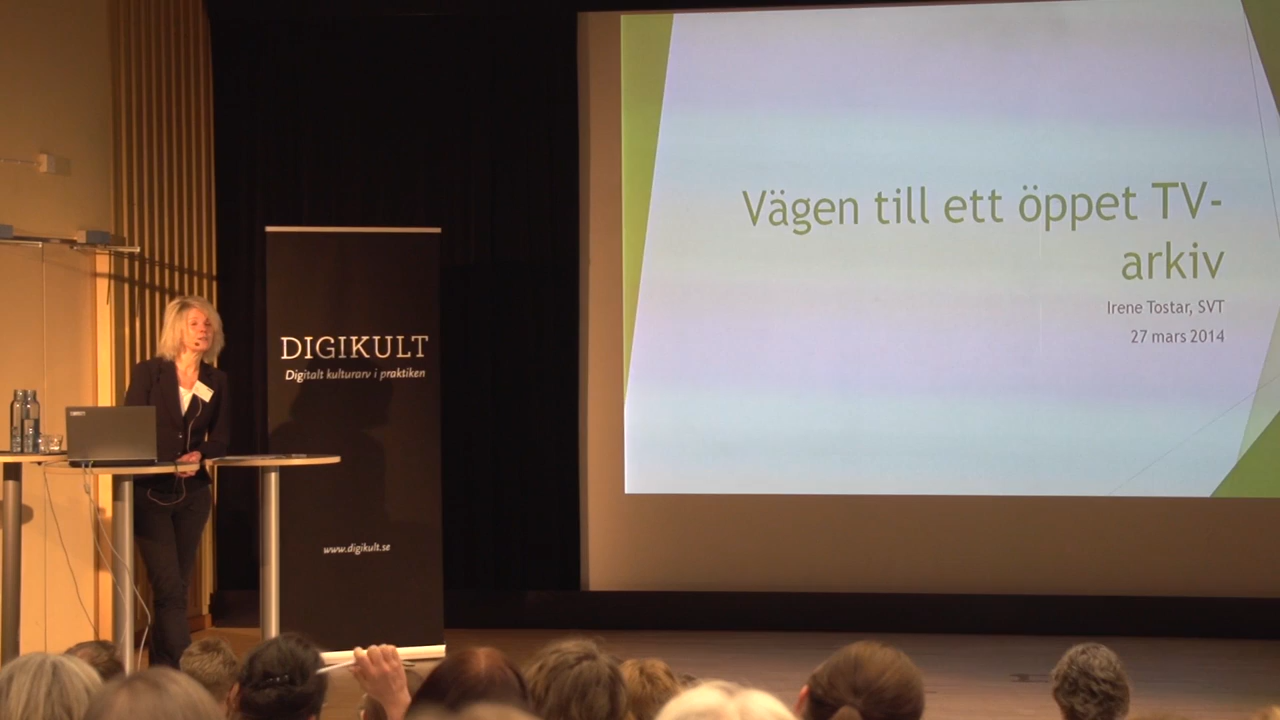 DIGIKULT
Digitalt kulturarv i praktiken
www.digikult.se
Vägen till ett öppet TV-
arkiv
Irene Tostar, SVT
27 mars 2014